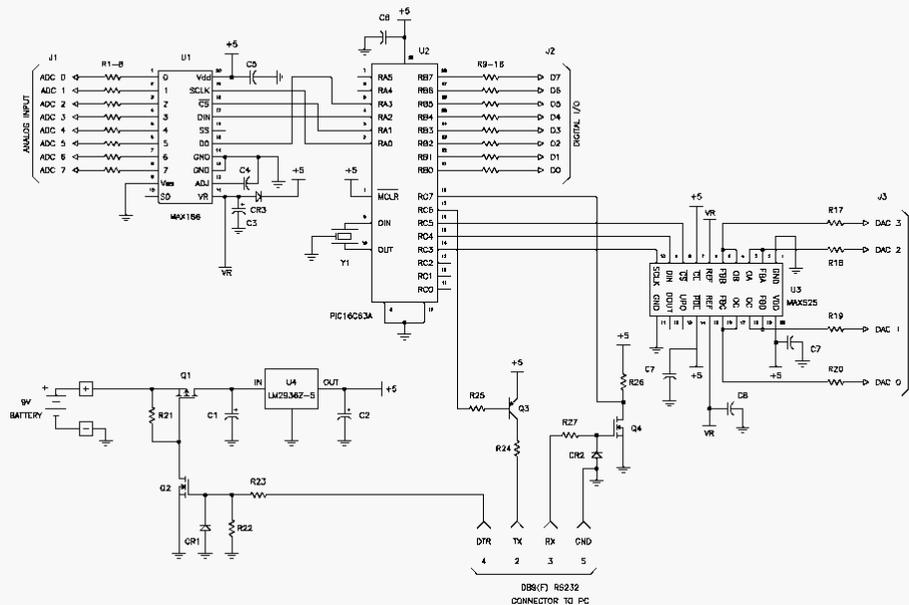 J1
ANALOG INPUT
ADC 0
ADC 1
ADC 2
ADC 3
ADC 4
ADC 5
ADC 6
ADC 7
R1-8
U1
0
1
2
3
4
5
6
7
Vss
SD
Vdd
SCLK
CS
DIN
SS
DO
GND
GND
ADJ
VR
MAX186
+5
C5
C4
C3
CR3
+5
VR
C6
+5
U2
RA5
RA4
RA3
RA2
RA1
RA0
MCLR
OIN
OUT
RB7
RB6
RB5
RB4
RB3
RB2
RB1
RB0
RC7
RC6
RC5
RC4
RC3
RC2
RC1
RC0
PIC16C63A
+5
Y1
R9-16
J2
DIGITAL I/O
D7
D6
D5
D4
D3
D2
D1
D0
J3
R17
DAC 3
R18
DAC 2
R19
DAC 1
R20
DAC 0
+5
VR
SCLK
DIN
CS
CL
REF
FBB
OB
OA
FBA
GND
GND
DOUT
UPO
PDL
REF
FBC
OC
FBD
VDD
U3
MAX525
C7
+5
C7
+5
VR
C8
9V
BATTERY
+
+
-
Q1
R21
C1
IN
U4
LM2936Z-5
OUT
C2
+5
Q2
CR1
R22
R23
R25
+5
Q3
R24
+5
R26
R27
CR2
Q4
DTR
TX
RX
GND
4
2
3
5
DB9(F) RS232
CONNECTOR TO PC